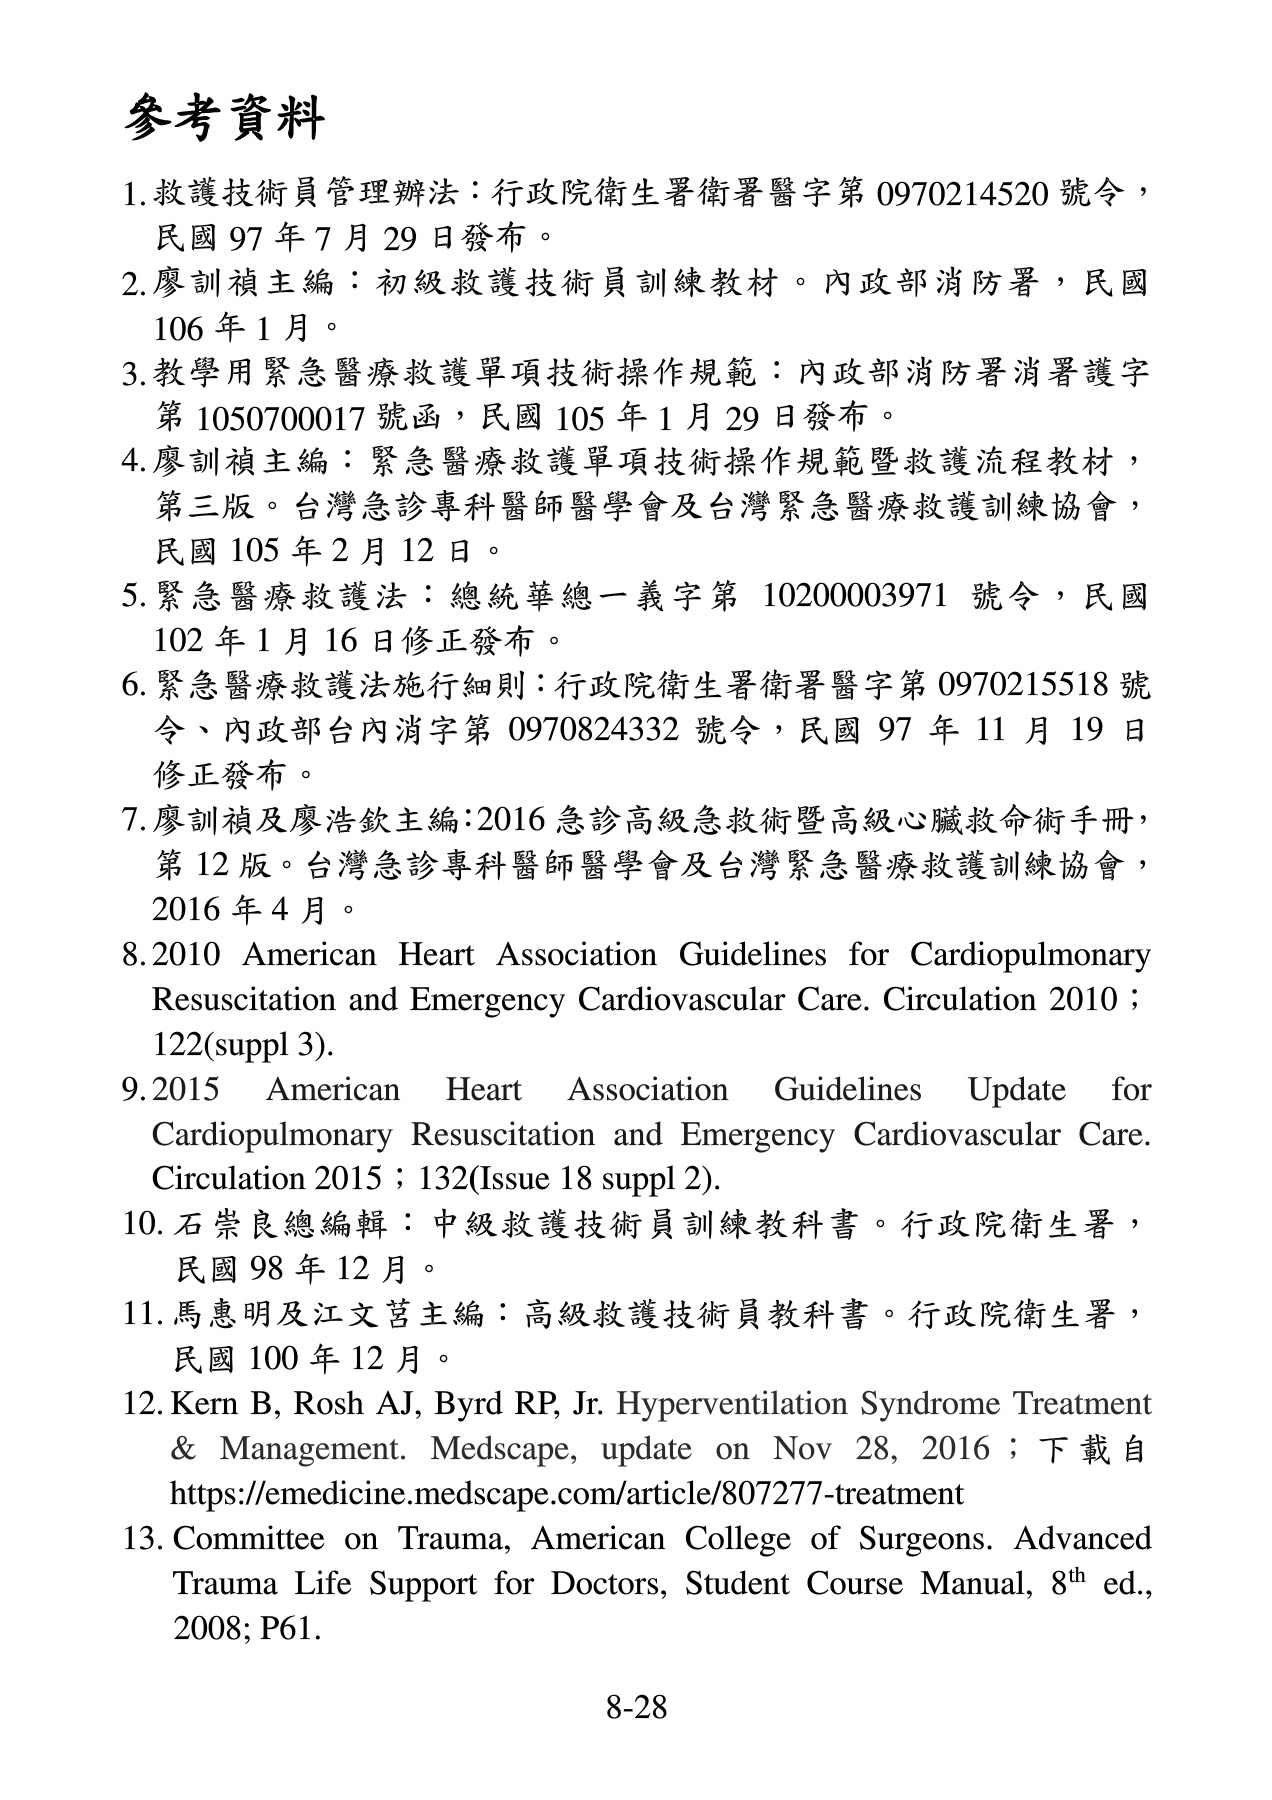 參考資料
1. 救護技術員管理辦法：行政院衛生署衛署醫字第 0970214520 號令，
民國 97 年 7 月 29 日發布。
2. 廖訓禎主編：初級救護技術員訓練教材。內政部消防署，民國
106 年 1 月。
3. 教學用緊急醫療救護單項技術操作規範：內政部消防署消署護字
第 1050700017 號函，民國 105 年 1 月 29 日發布。
4. 廖訓禎主編：緊急醫療救護單項技術操作規範暨救護流程教材，
第三版。台灣急診專科醫師醫學會及台灣緊急醫療救護訓練協會，
民國 105 年 2 月 12 日。
5. 緊急醫療救護法：總統華總一義字第 10200003971 號令，民國
102 年 1 月 16 日修正發布。
6. 緊急醫療救護法施行細則：行政院衛生署衛署醫字第 0970215518 號
令、內政部台內消字第 0970824332 號令，民國 97 年 11 月 19 日
修正發布。
7. 廖訓禎及廖浩欽主編：2016 急診高級急救術暨高級心臟救命術手冊，
第 12 版。台灣急診專科醫師醫學會及台灣緊急醫療救護訓練協會，
2016 年 4 月。
8. 2010 American Heart Association Guidelines for Cardiopulmonary
Resuscitation and Emergency Cardiovascular Care. Circulation 2010；
122(suppl 3).
9. 2015 American Heart Association Guidelines Update for
Cardiopulmonary Resuscitation and Emergency Cardiovascular Care.
Circulation 2015；132(Issue 18 suppl 2).
10. 石崇良總編輯：中級救護技術員訓練教科書。行政院衛生署，
民國 98 年 12 月。
11. 馬惠明及江文莒主編：高級救護技術員教科書。行政院衛生署，
民國 100 年 12 月。
12. Kern B, Rosh AJ, Byrd RP, Jr. Hyperventilation Syndrome Treatment
& Management. Medscape, update on Nov 28, 2016；下載自
https://emedicine.medscape.com/article/807277-treatment
13. Committee on Trauma, American College of Surgeons. Advanced
Trauma Life Support for Doctors, Student Course Manual, 8th ed.,
2008; P61.
8-28